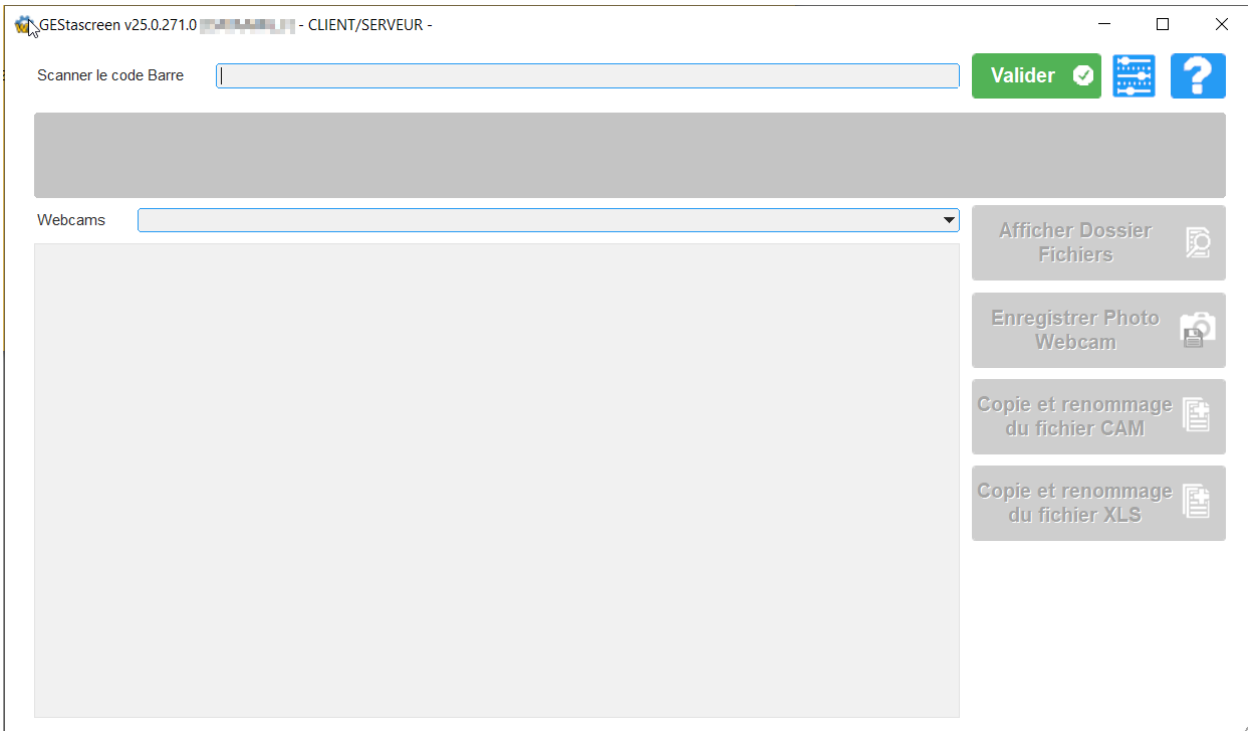 GEStascreen v25.0.271.0 - CLIENT/SERVEUR -
Scanner le code Barre
Valider
?
Webcams
Afficher Dossier
Fichiers
Enregistrer Photo
Webcam
Copie et renommage
du fichier CAM
Copie et renommage
du fichier XLS